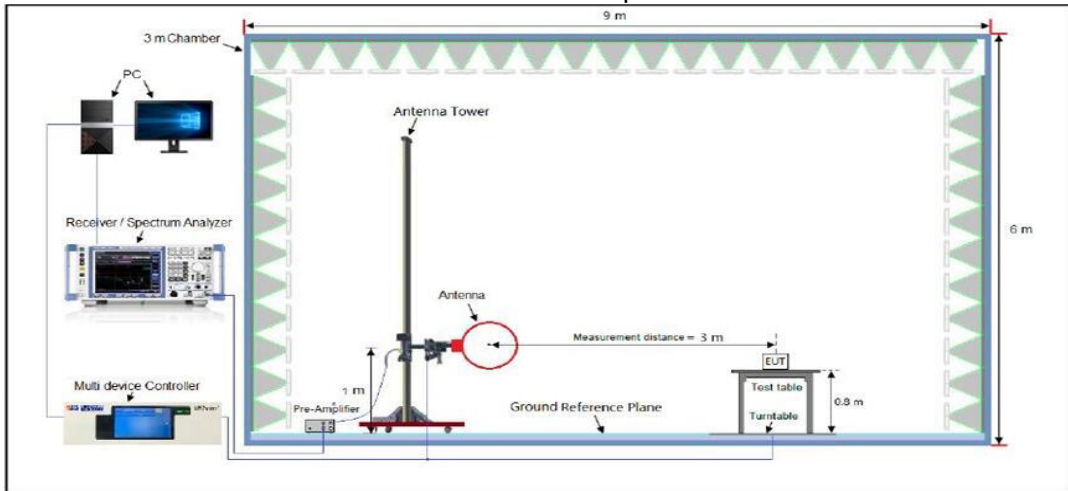 9 m
3 m Chamber
PC
Antenna Tower
Receiver / Spectrum Analyzer
6 m
Antenna
Measurement distance = 3 m
EUT
Multi device Controller
1 m
Test table
0.8 m
Pre-Amplifier
Ground Reference Plane
Turntable